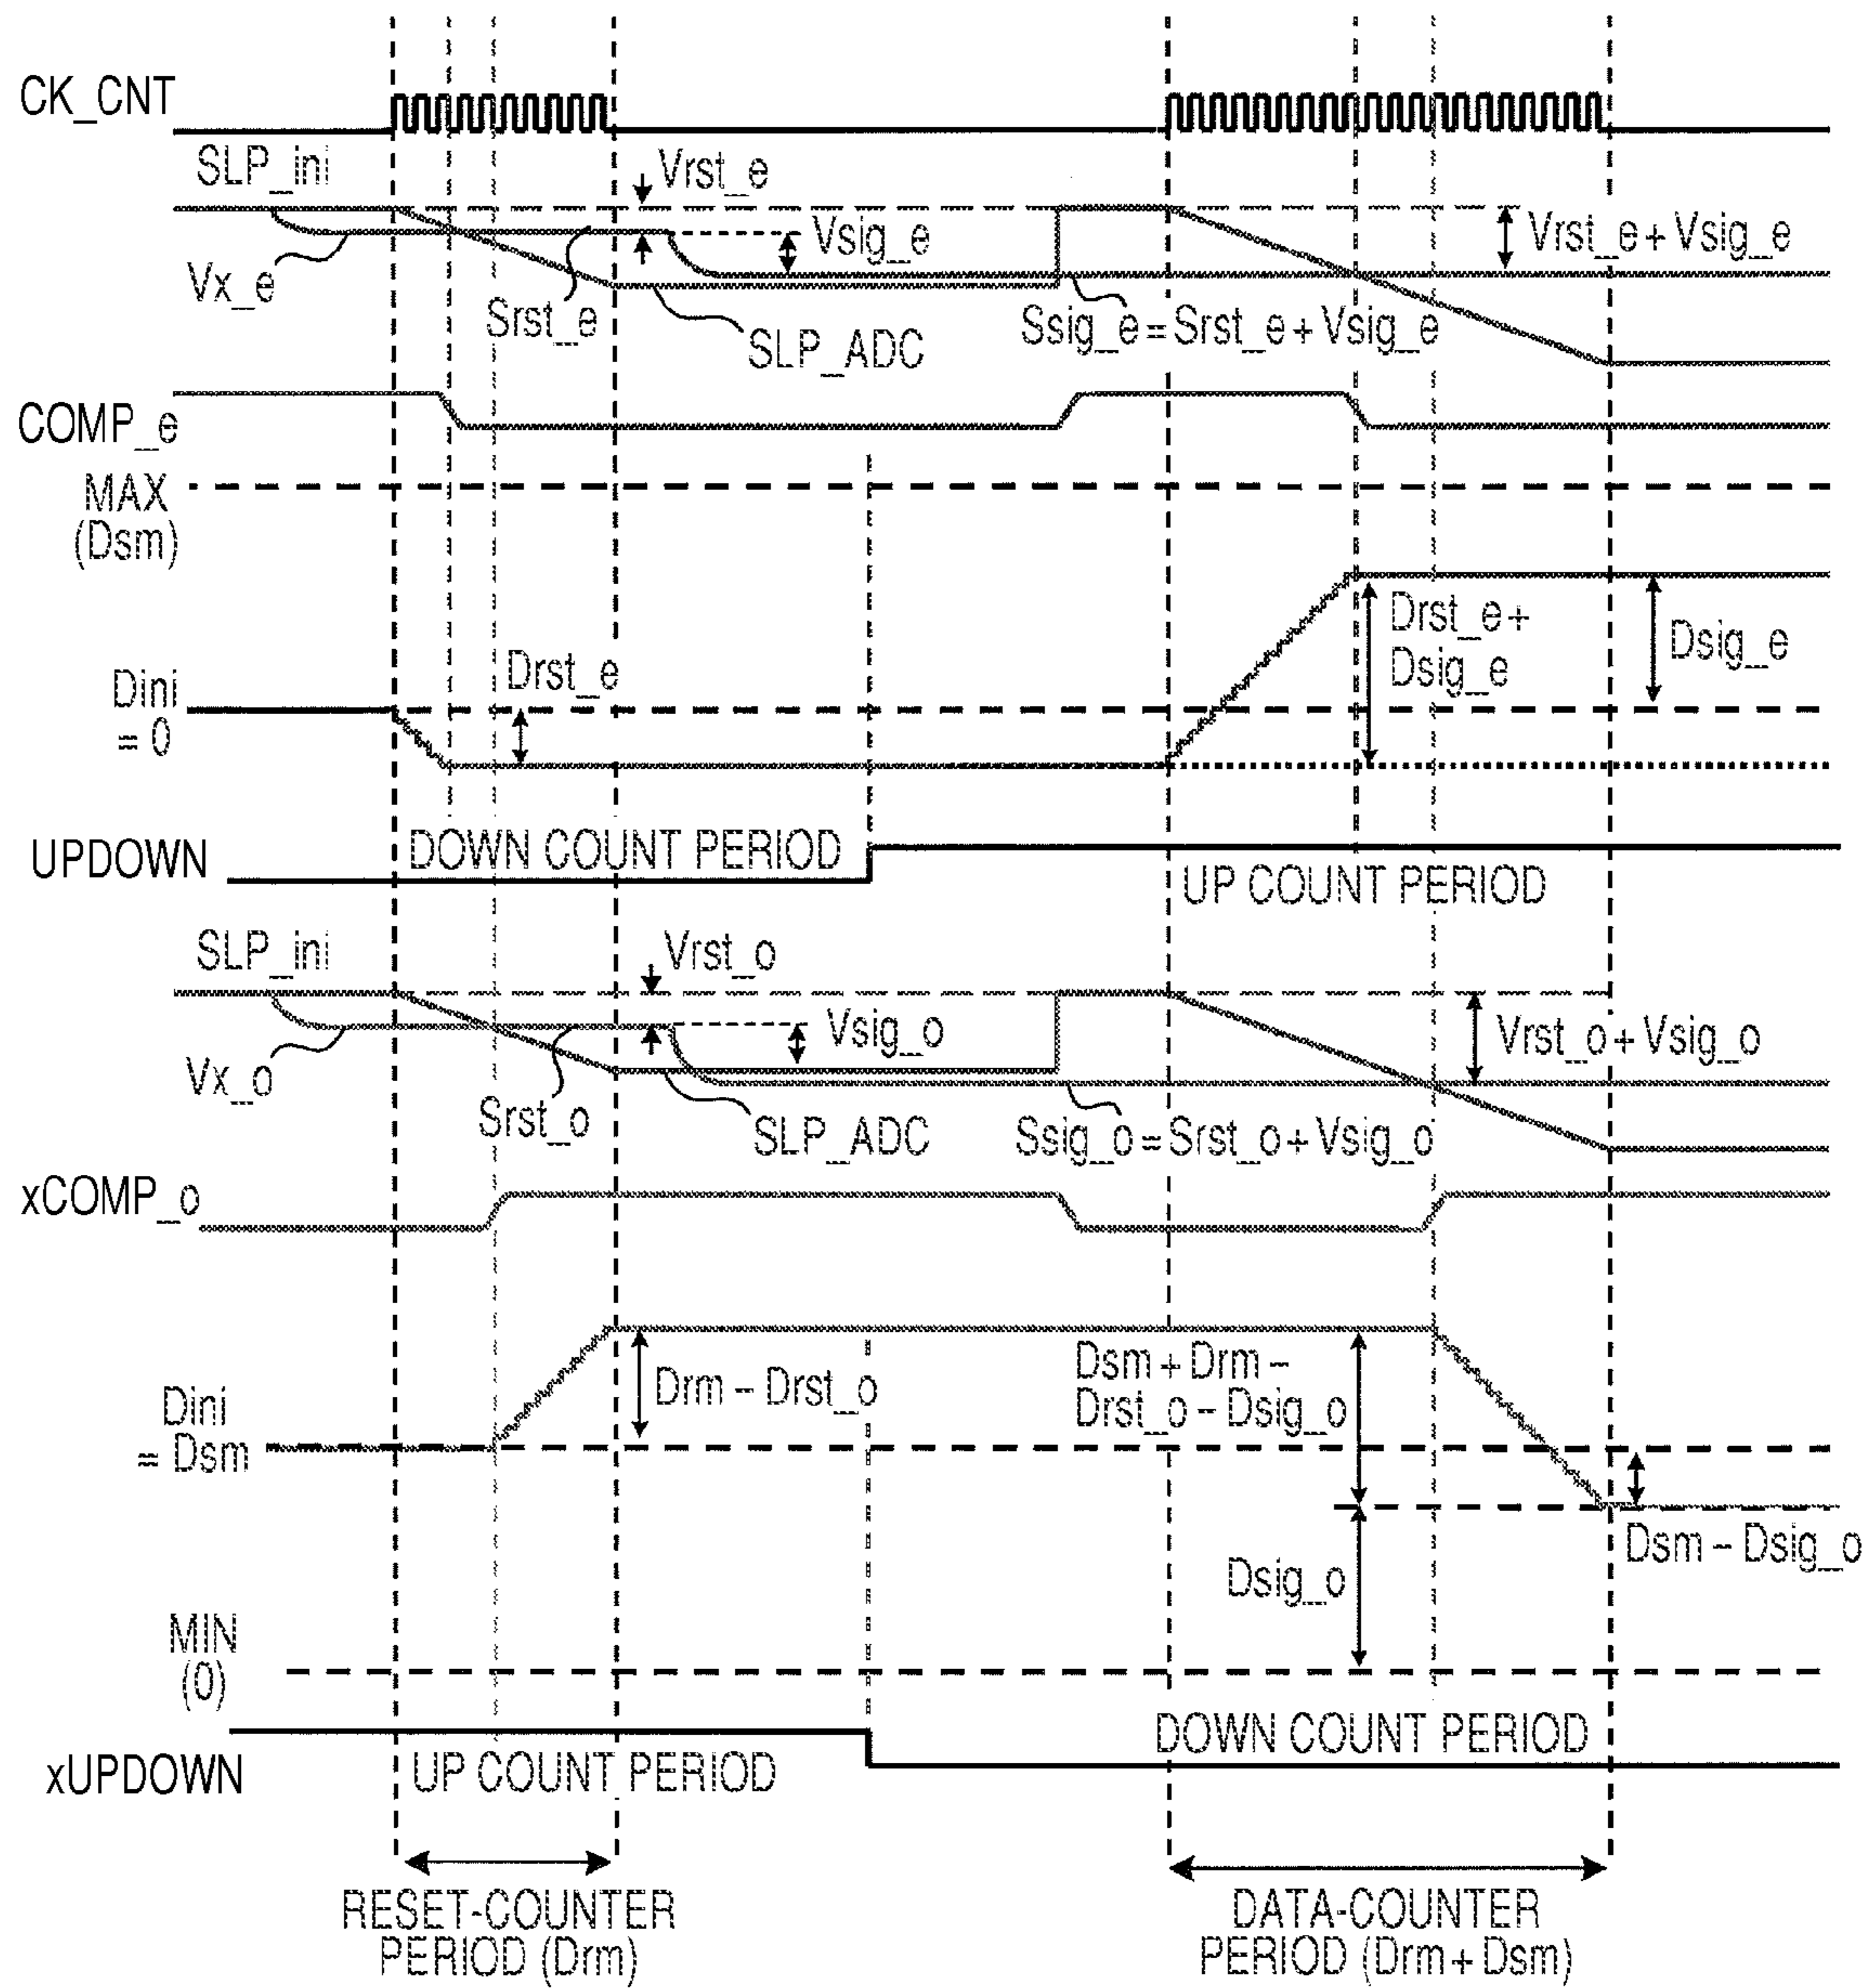 CK_CNT
SLP_ini
Vrst_e
Vsig_e
Vrst_e + Vsig_e
Vx_e
Srst_e
SLP_ADC
Ssig_e = Srst_e + Vsig_e
COMP_e
MAX
(Dsm)
Drst_e
Drst_e +
Dsig_e
Dsig_e
Dini
= 0
UPDOWN
DOWN COUNT PERIOD
UP COUNT PERIOD
SLP_ini
Vrst_o
Vsig_o
Vrst_o + Vsig_o
Vx_o
Srst_o
SLP_ADC
Ssig_o = Srst_o + Vsig_o
xCOMP_o
Drm – Drst_o
Dsm + Drm –
Drst_o – Dsig_o
Dini
= Dsm
Dsm – Dsig_o
Dsig_o
MIN
(0)
xUPDOWN
UP COUNT PERIOD
DOWN COUNT PERIOD
RESET-COUNTER
PERIOD (Drm)
DATA-COUNTER
PERIOD (Drm + Dsm)